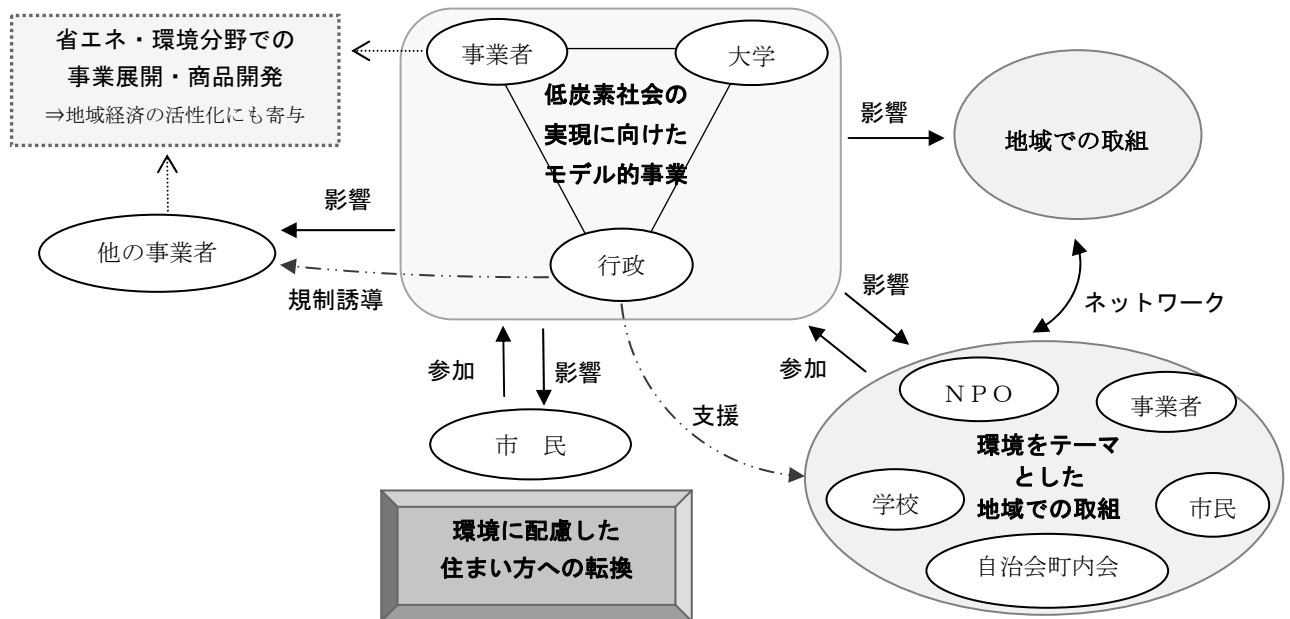 省エネ・環境分野での
事業展開・商品開発
⇒地域経済の活性化にも寄与
事業者
大学
低炭素社会の
実現に向けた
モデル的事業
行政
影響
地域での取組
影響
他の事業者
規制誘導
影響
ネットワーク
参加
影響
参加
支援
市　民
環境に配慮した
住まい方への転換
ＮＰＯ
事業者
環境をテーマ
とした
地域での取組
学校
市民
自治会町内会